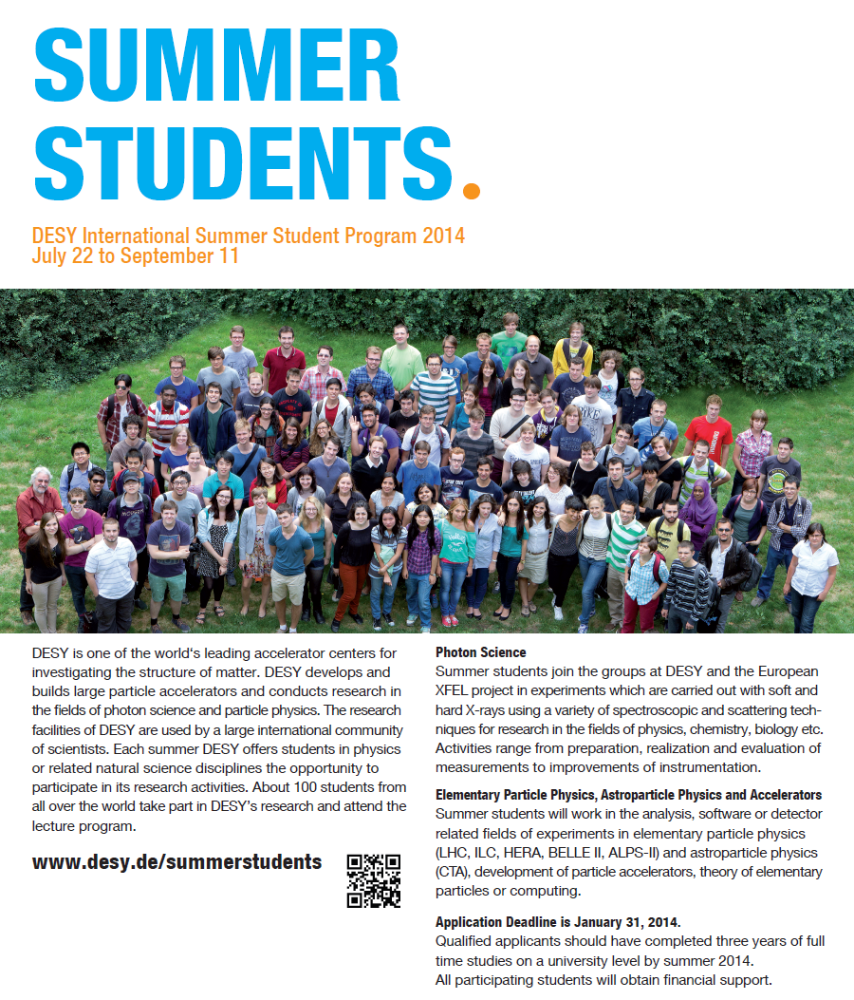 SUMMER
STUDENTS.
DESY International Summer Student Program 2014
July 22 to September 11
DESY is one of the world‘s leading accelerator centers for
investigating the structure of matter. DESY develops and
builds large particle accelerators and conducts research in
the fields of photon science and particle physics. The research
facilities of DESY are used by a large international community
of scientists. Each summer DESY offers students in physics
or related natural science disciplines the opportunity to
participate in its research activities. About 100 students from
all over the world take part in DESY’s research and attend the
lecture program.
www.desy.de/summerstudents
Photon Science
Summer students join the groups at DESY and the European
XFEL project in experiments which are carried out with soft and
hard X-rays using a variety of spectroscopic and scattering tech-
niques for research in the fields of physics, chemistry, biology etc.
Activities range from preparation, realization and evaluation of
measurements to improvements of instrumentation.
Elementary Particle Physics, Astroparticle Physics and Accelerators
Summer students will work in the analysis, software or detector
related fields of experiments in elementary particle physics
(LHC, ILC, HERA, BELLE II, ALPS-II) and astroparticle physics
(CTA), development of particle accelerators, theory of elementary
particles or computing.
Application Deadline is January 31, 2014.
Qualified applicants should have completed three years of full
time studies on a university level by summer 2014.
All participating students will obtain financial support.